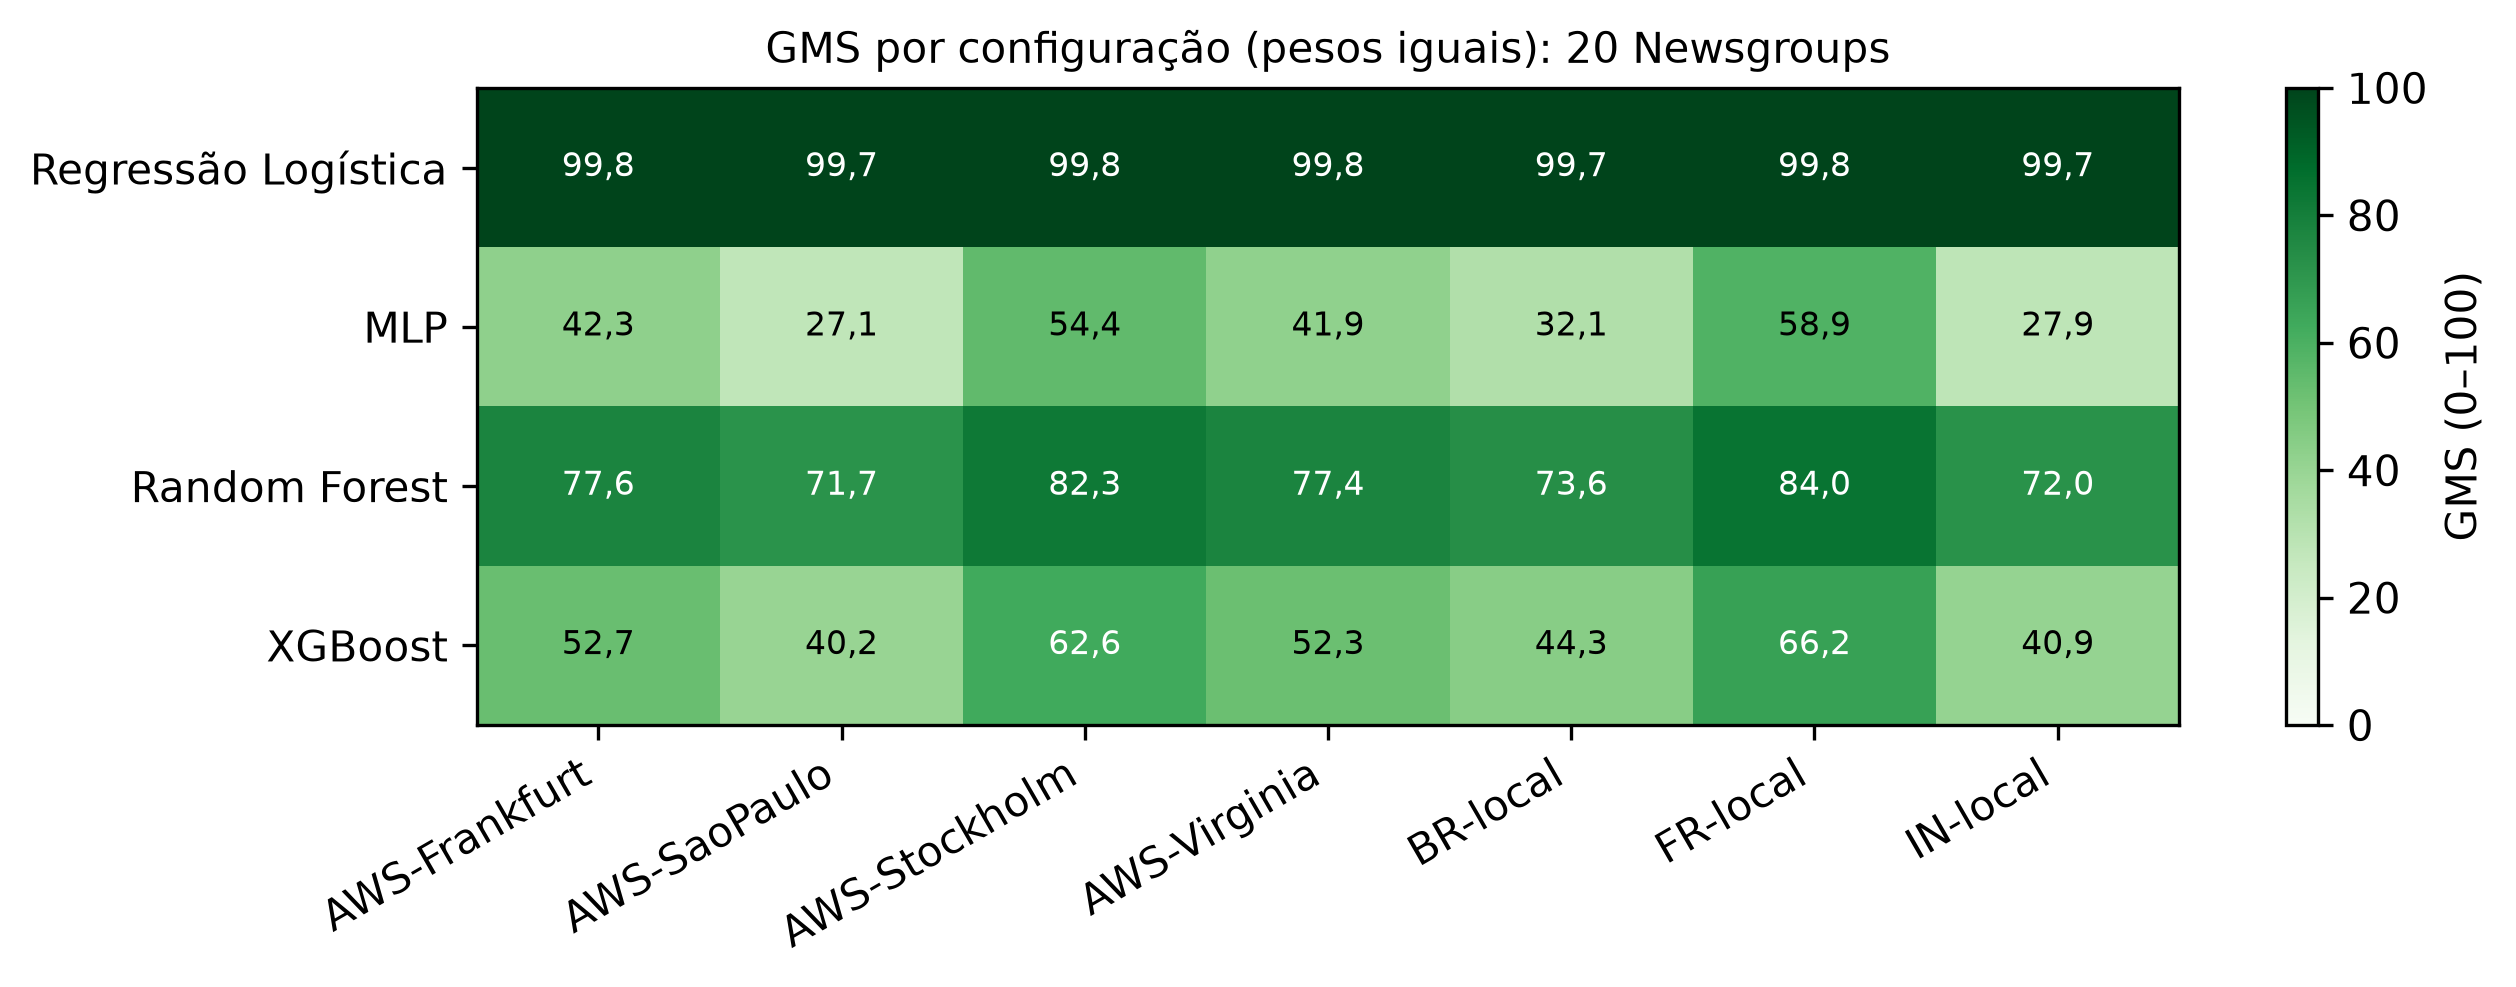 GMS por configuração (pesos iguais): 20 Newsgroups
Regressão Logística 99,8 99,7 99,8 99,8 99,7 99,8 99,7
MLP 42,3 27,1 54,4 41,9 32,1 58,9 27,9
Random Forest 77,6 71,7 82,3 77,4 73,6 84,0 72,0
XGBoost 52,7 40,2 62,6 52,3 44,3 66,2 40,9
AWS-Frankfurt AWS-SaoPaulo AWS-Stockholm AWS-Virginia BR-local FR-local IN-local
100
80
60
40
20
0
GMS (0–100)